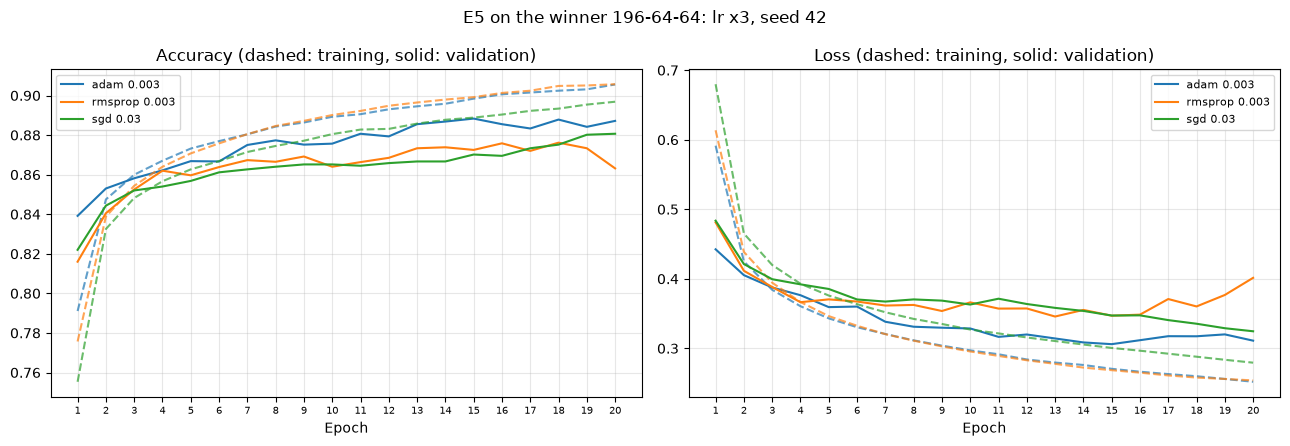 E5 on the winner 196-64-64: lr x3, seed 42
Accuracy (dashed: training, solid: validation)
adam 0.003
rmsprop 0.003
sgd 0.03
0.90
0.88
0.86
0.84
0.82
0.80
0.78
0.76
1 2 3 4 5 6 7 8 9 10 11 12 13 14 15 16 17 18 19 20
Epoch
Loss (dashed: training, solid: validation)
adam 0.003
rmsprop 0.003
sgd 0.03
0.7
0.6
0.5
0.4
0.3
1 2 3 4 5 6 7 8 9 10 11 12 13 14 15 16 17 18 19 20
Epoch